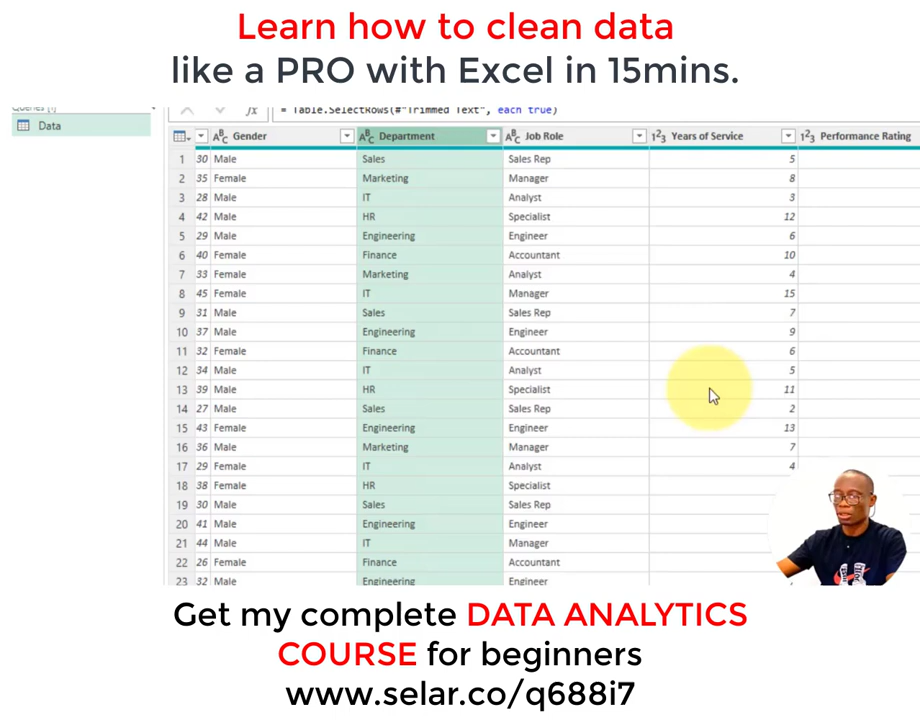 Learn how to clean data
like a PRO with Excel in 15mins.
Queries [1]
fx = Table.SelectRows(#"Trimmed Text", each true)
Data
ABC Gender ABC Department ABC Job Role 123 Years of Service 123 Performance Rating
1 30 Male Sales Sales Rep 5
2 35 Female Marketing Manager 8
3 28 Male IT Analyst 3
4 42 Male HR Specialist 12
5 29 Male Engineering Engineer 6
6 40 Female Finance Accountant 10
7 33 Female Marketing Analyst 4
8 45 Female IT Manager 15
9 31 Male Sales Sales Rep 7
10 37 Male Engineering Engineer 9
11 32 Female Finance Accountant 6
12 34 Male IT Analyst 5
13 39 Male HR Specialist 11
14 27 Male Sales Sales Rep 2
15 43 Female Engineering Engineer 13
16 36 Male Marketing Manager 7
17 29 Female IT Analyst 4
18 38 Female HR Specialist
19 30 Male Sales Sales Rep
20 41 Male Engineering Engineer
21 44 Male IT Manager
22 26 Female Finance Accountant
23 32 Male Engineering Engineer
Get my complete DATA ANALYTICS
COURSE for beginners
www.selar.co/q688i7